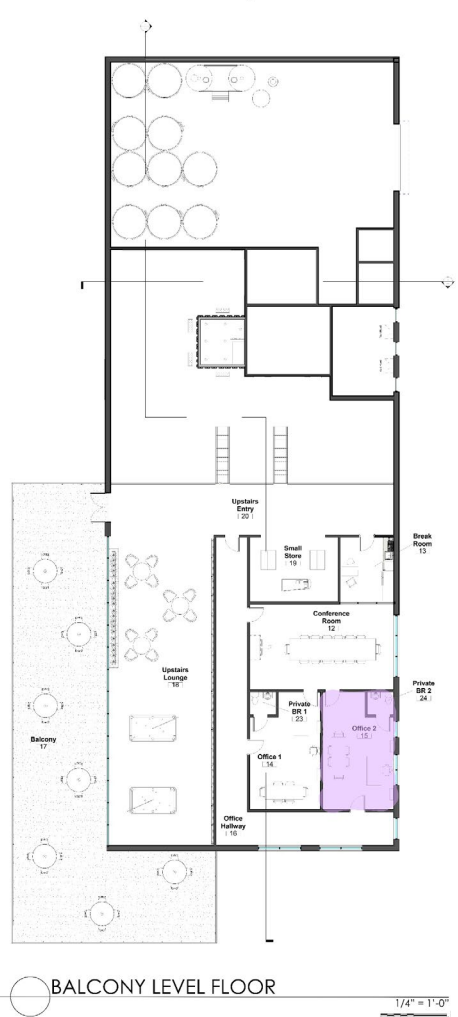 Upstairs
Entry
20
Small
Store
19
Break
Room
13
Conference
Room
12
Upstairs
Lounge
18
Private
BR 1
23
Private
BR 2
24
Office 2
15
Balcony
17
Office 1
14
Office
Hallway
16
BALCONY LEVEL FLOOR
1/4" = 1'-0"